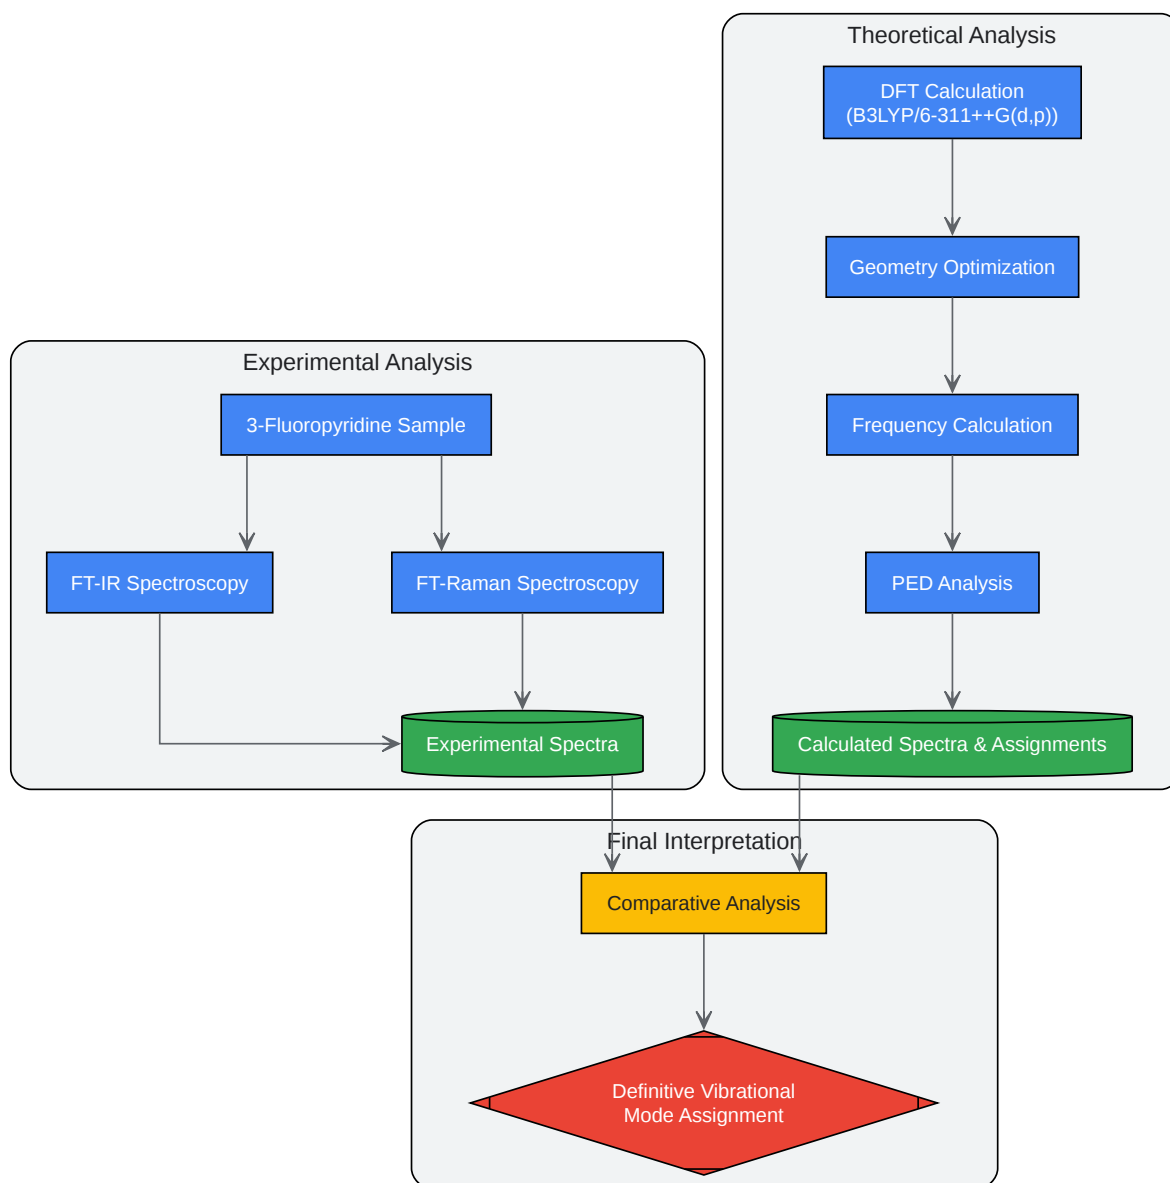 Theoretical Analysis
DFT Calculation
(B3LYP/6-311++G(d,p))
Geometry Optimization
Frequency Calculation
PED Analysis
Calculated Spectra & Assignments
Experimental Analysis
3-Fluoropyridine Sample
FT-IR Spectroscopy
FT-Raman Spectroscopy
Experimental Spectra
Final Interpretation
Comparative Analysis
Definitive Vibrational
Mode Assignment